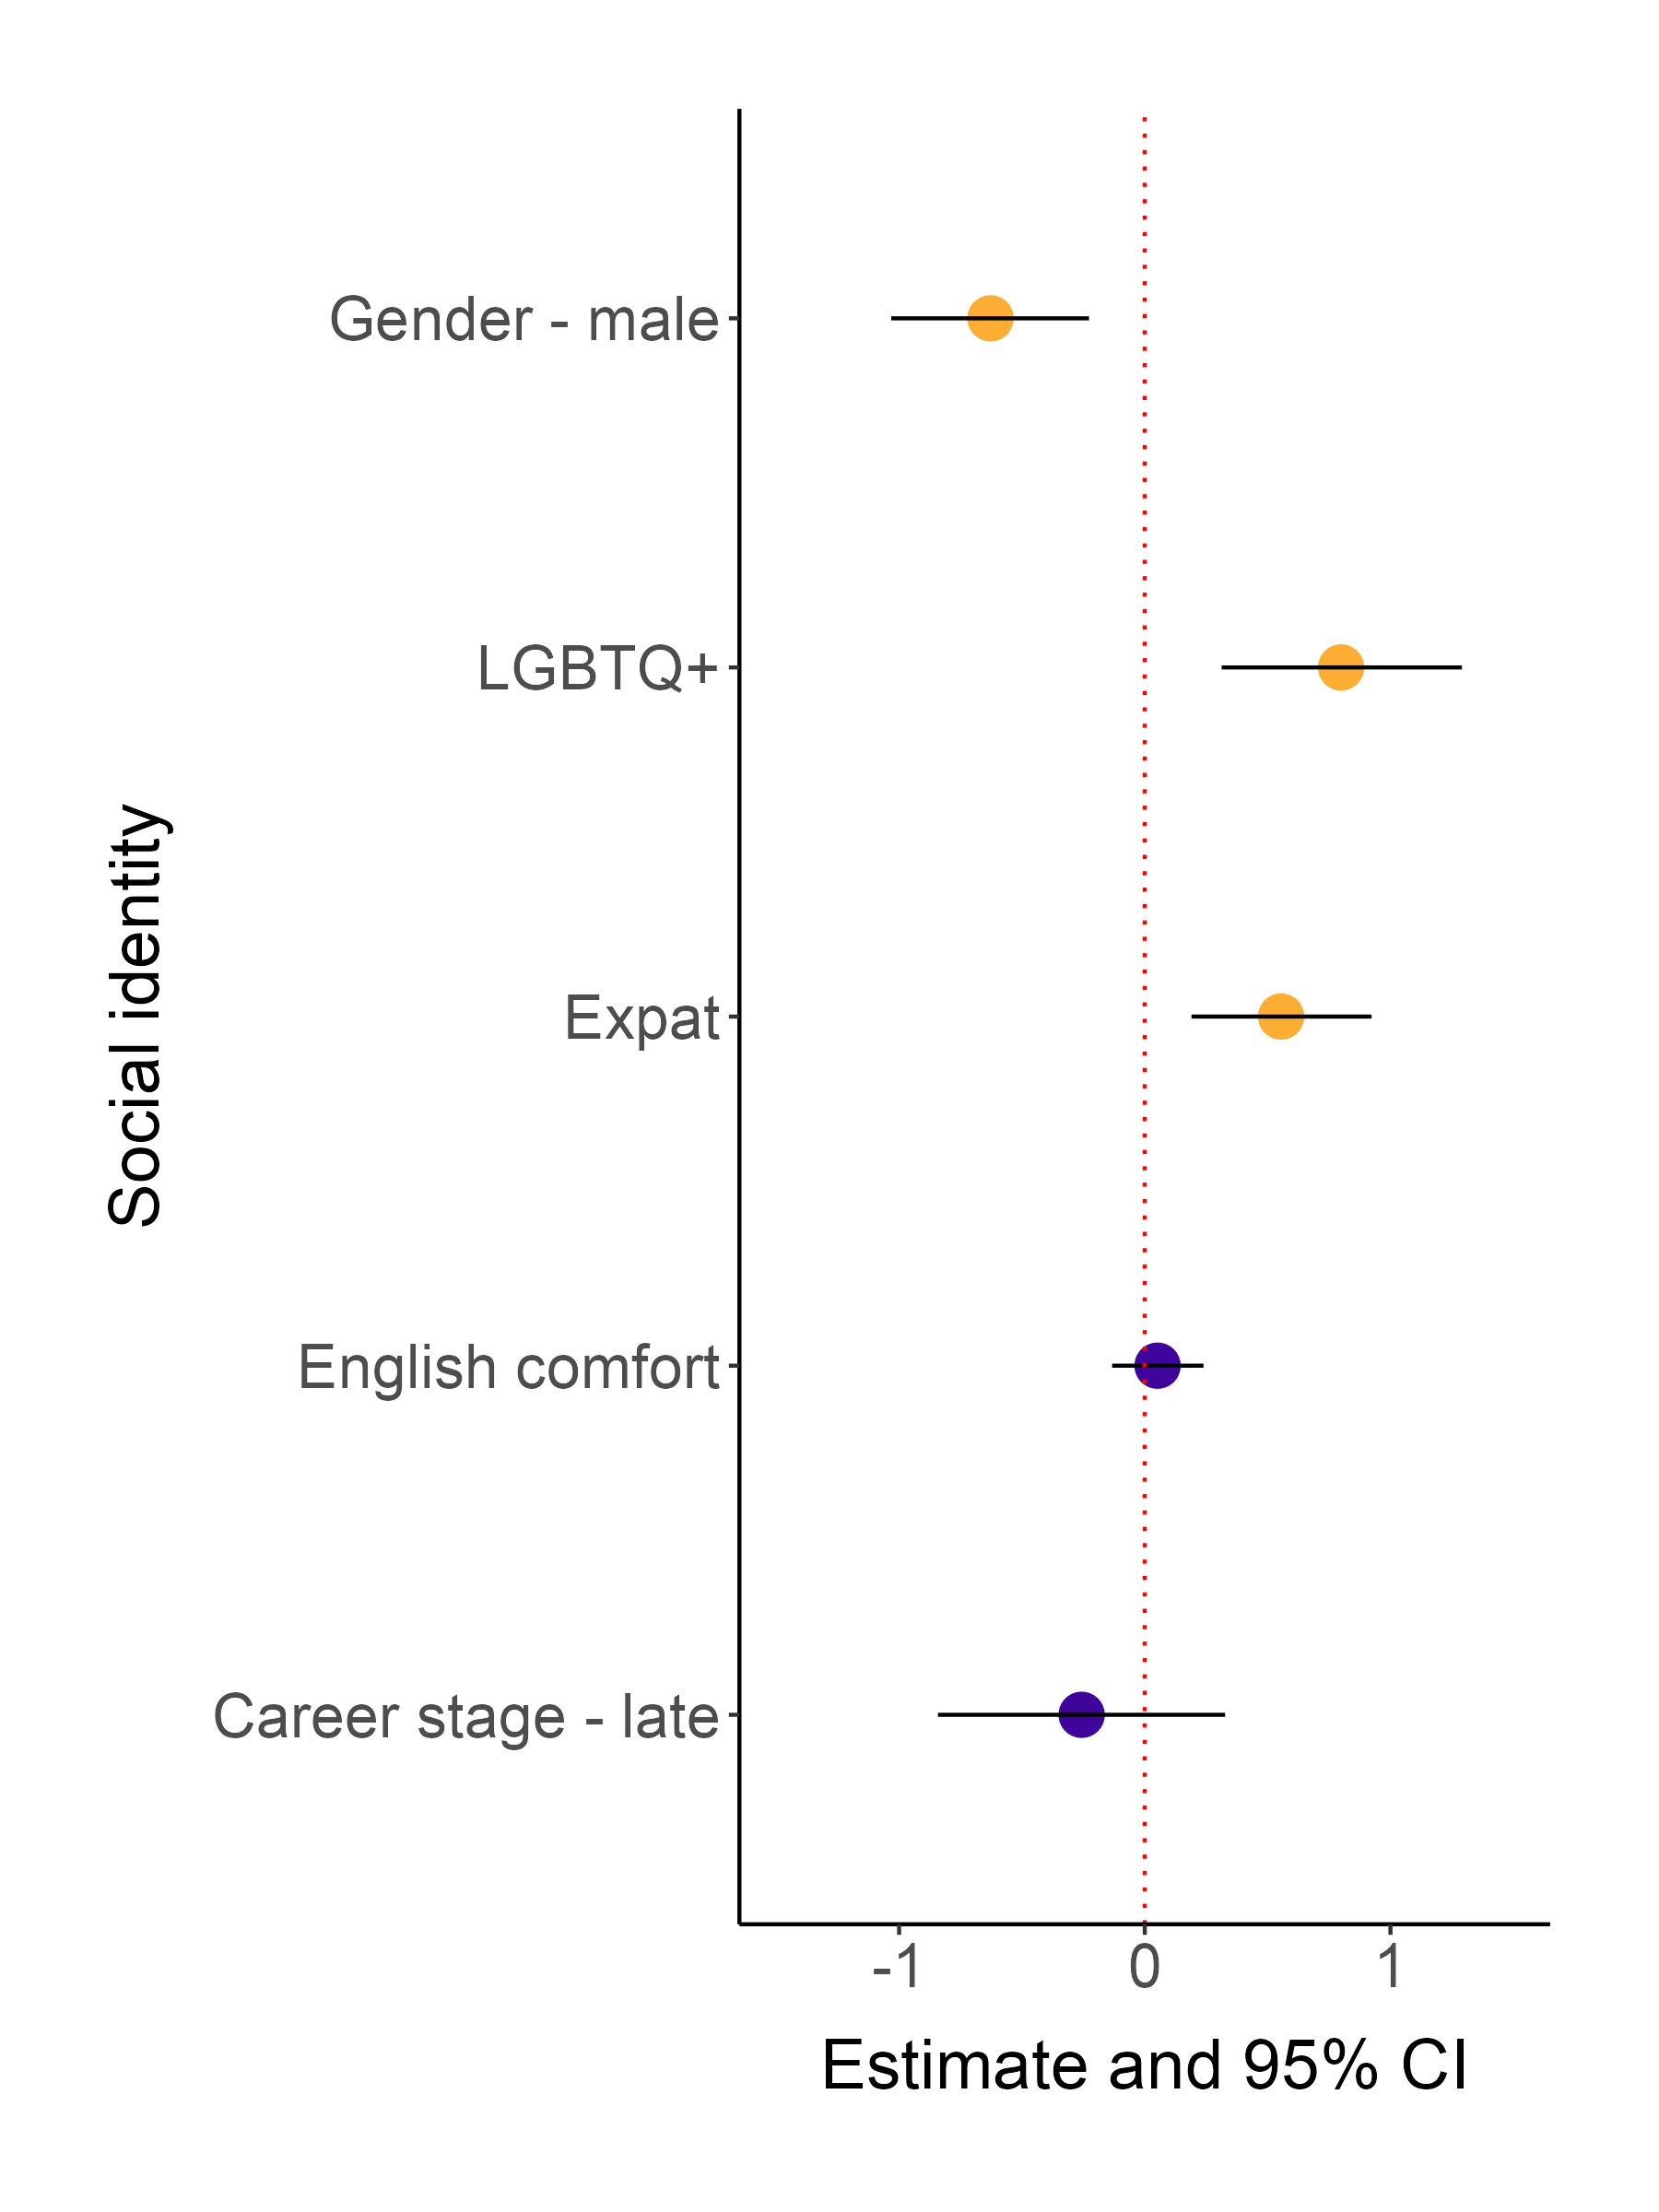 Social identity
Gender - male
LGBTQ+
Expat
English comfort
Career stage - late
-1 0 1
Estimate and 95% CI